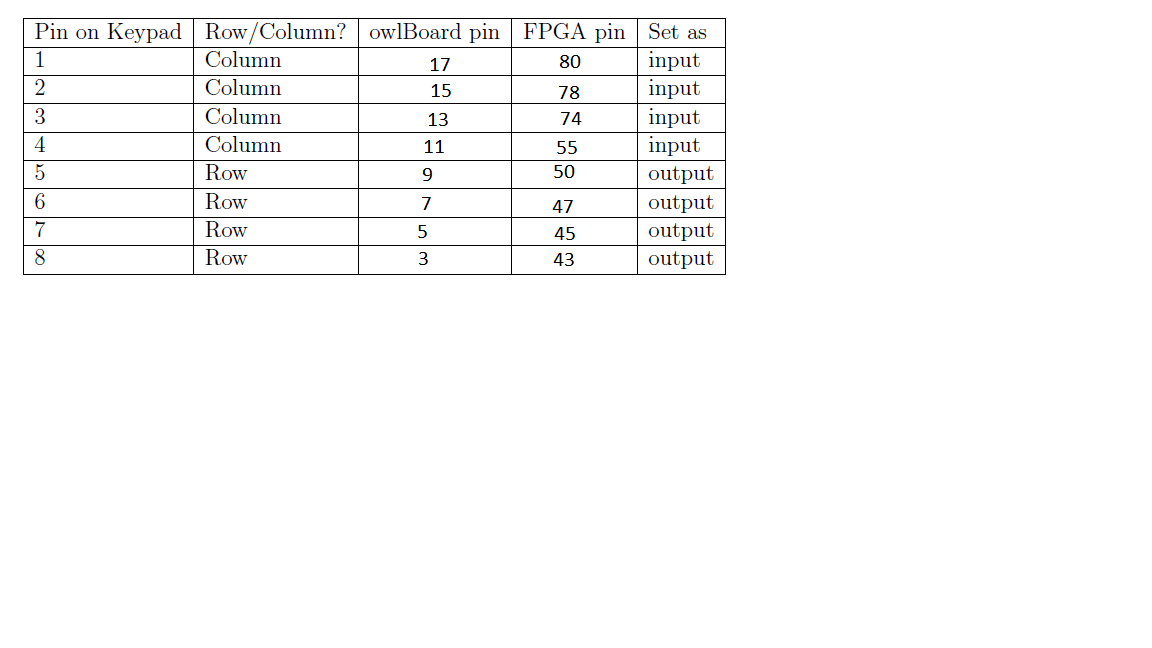 Pin on Keypad Row/Column? owlBoard pin FPGA pin Set as
1 Column 17 80 input
2 Column 15 78 input
3 Column 13 74 input
4 Column 11 55 input
5 Row 9 50 output
6 Row 7 47 output
7 Row 5 45 output
8 Row 3 43 output